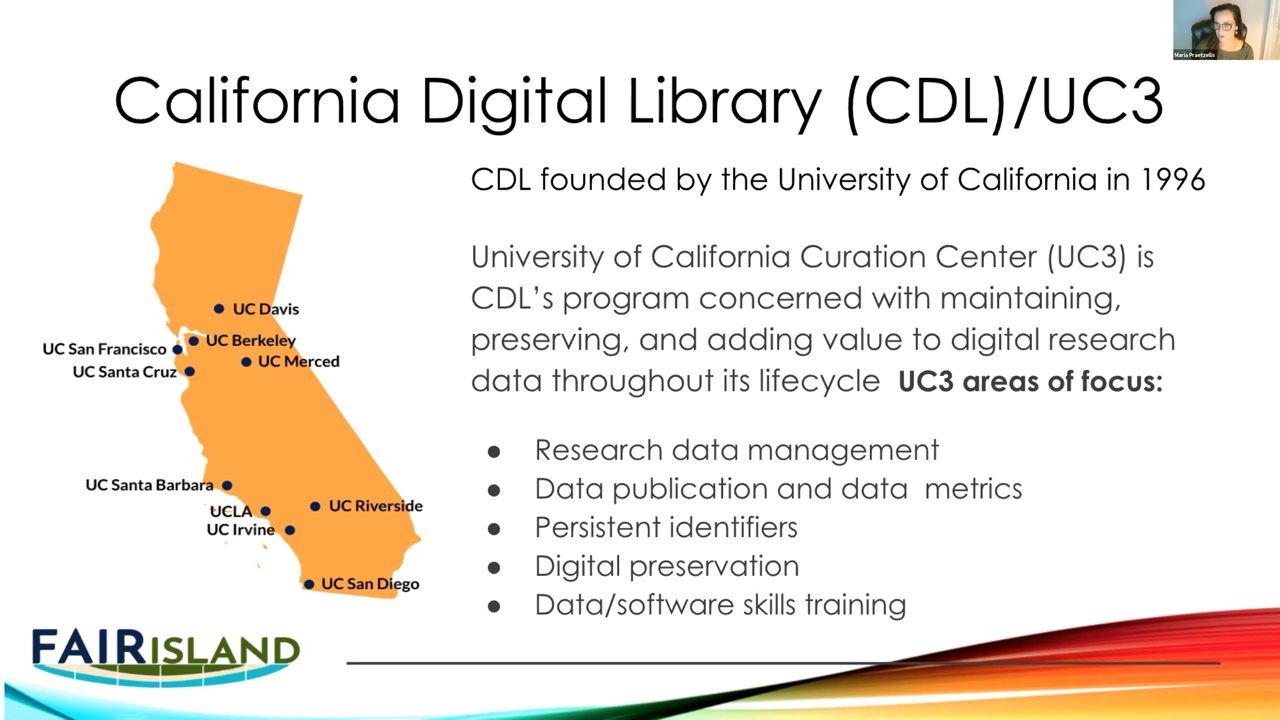 Maria Praetzellis
California Digital Library (CDL)/UC3
CDL founded by the University of California in 1996
University of California Curation Center (UC3) is
CDL’s program concerned with maintaining,
preserving, and adding value to digital research
data throughout its lifecycle  UC3 areas of focus:
● Research data management
● Data publication and data  metrics
● Persistent identifiers
● Digital preservation
● Data/software skills training
UC Davis
UC Berkeley
UC San Francisco
UC Merced
UC Santa Cruz
UC Santa Barbara
UC Riverside
UCLA
UC Irvine
UC San Diego
FAIRISLAND